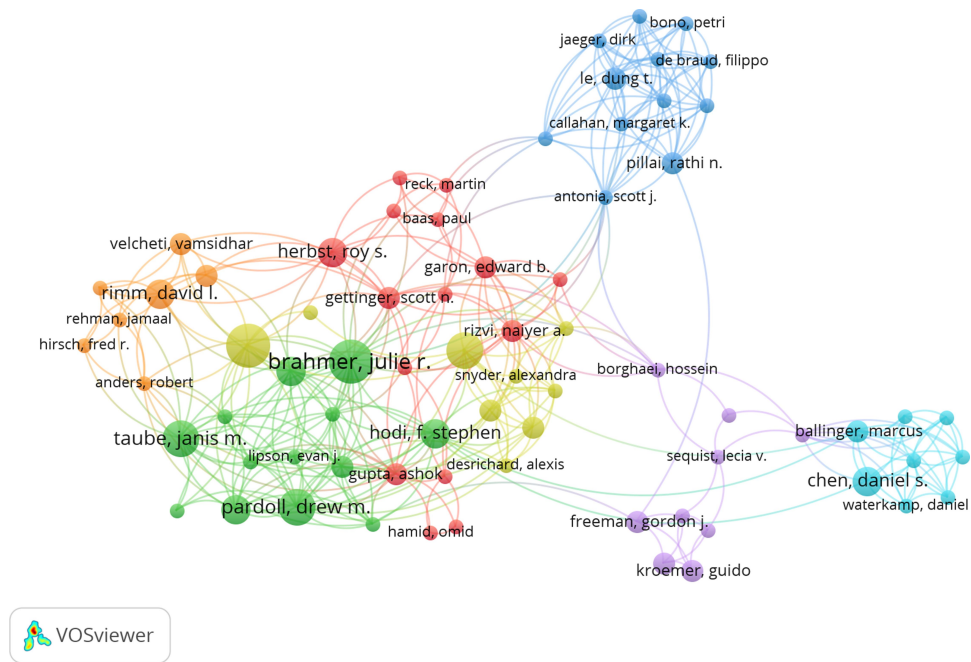 bono, petri
jaeger, dirk
de braud, filippo
le, dung t.
callahan, margaret k.
pillai, rathi n.
antonia, scott j.
reck, martin
baas, paul
velcheti, vamsidhar
herbst, roy s.
garon, edward b.
rimm, david l.
gettinger, scott n.
rehman, jamaal
rizvi, naiyer a.
hirsch, fred r.
brahmer, julie r.
borghaei, hossein
snyder, alexandra
anders, robert
taube, janis m.
hodi, f. stephen
ballinger, marcus
lipson, evan j.
sequist, lecia v.
desrichard, alexis
gupta, ashok
chen, daniel s.
pardoll, drew m.
waterkamp, daniel
freeman, gordon j.
hamid, omid
kroemer, guido
VOSviewer